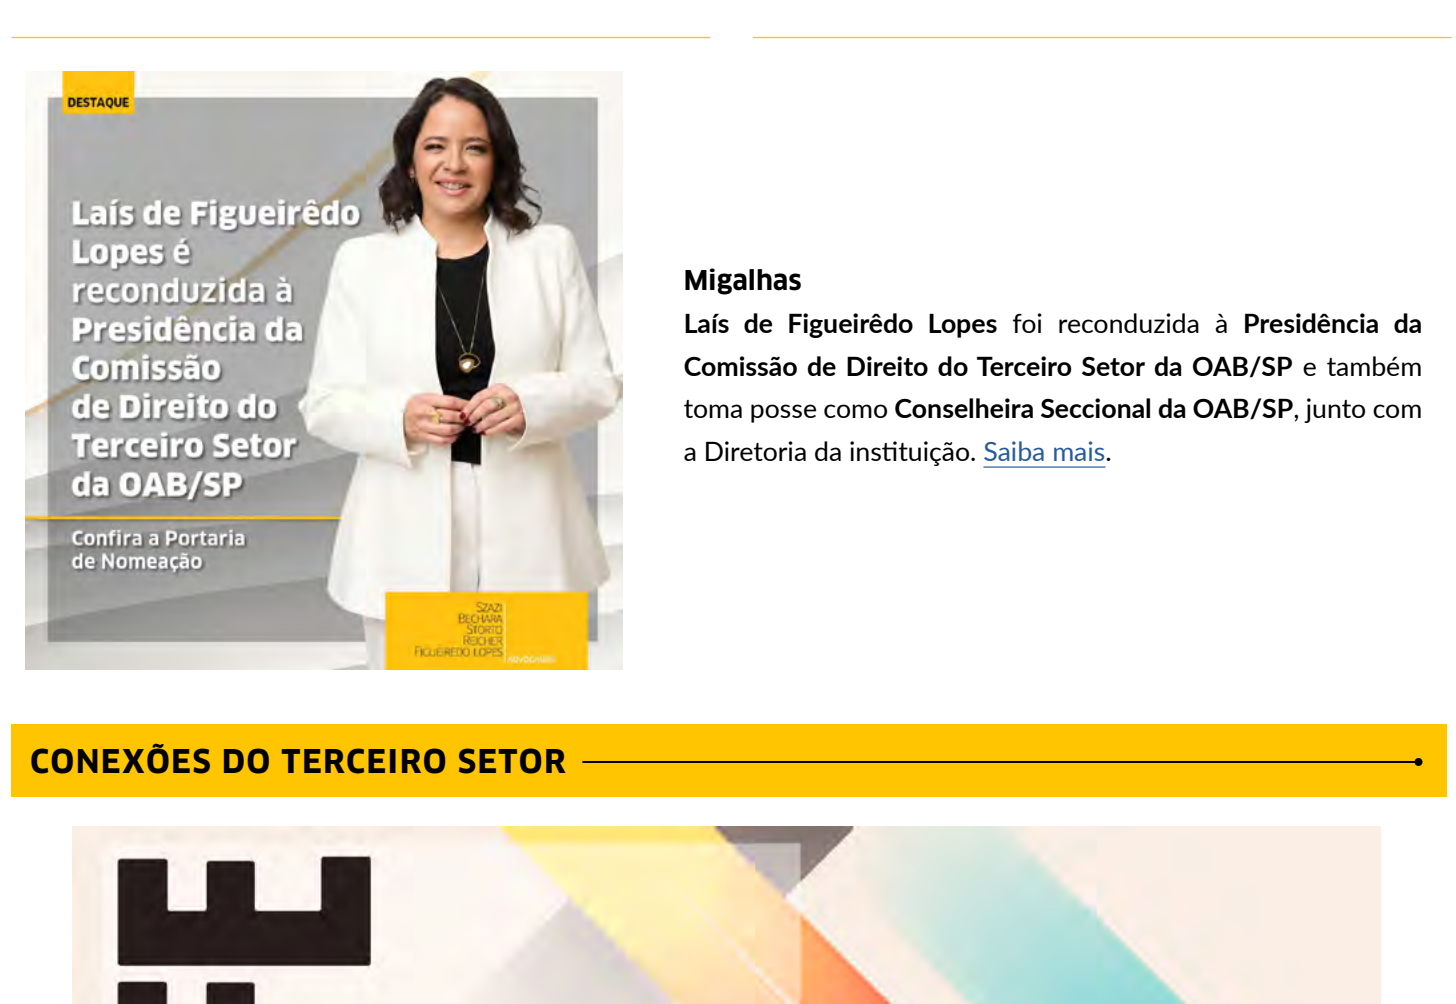 DESTAQUE
Laís de Figueirêdo
Lopes é
reconduzida à
Presidência da
Comissão
de Direito do
Terceiro Setor
da OAB/SP
Confira a Portaria
de Nomeação
SZAZI
BECHARA
STORTO
REICHER
FIGUEIRÊDO LOPES
ADVOGADOS
Migalhas
Laís de Figueirêdo Lopes foi reconduzida à Presidência da
Comissão de Direito do Terceiro Setor da OAB/SP e também
toma posse como Conselheira Seccional da OAB/SP, junto com
a Diretoria da instituição. Saiba mais.
CONEXÕES DO TERCEIRO SETOR